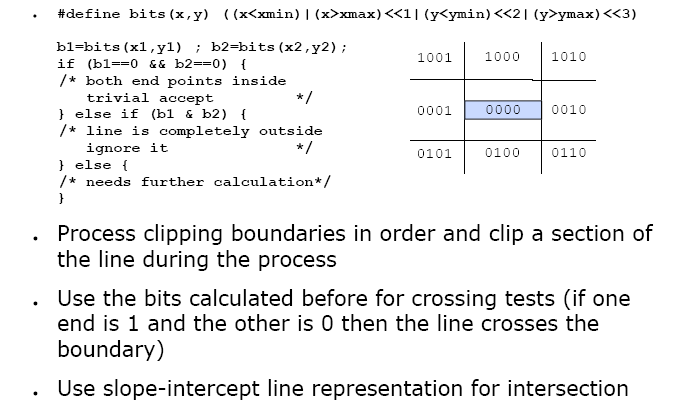 • #define bits(x,y) ((x<xmin)|(x>xmax)<<1|(y<ymin)<<2|(y>ymax)<<3)
b1=bits(x1,y1) ; b2=bits(x2,y2);
if (b1==0 && b2==0) {
/* both end points inside
trivial accept */
} else if (b1 & b2) {
/* line is completely outside
ignore it */
} else {
/* needs further calculation*/
}
1001 1000 1010
0001 0000 0010
0101 0100 0110
• Process clipping boundaries in order and clip a section of
the line during the process
• Use the bits calculated before for crossing tests (if one
end is 1 and the other is 0 then the line crosses the
boundary)
• Use slope-intercept line representation for intersection